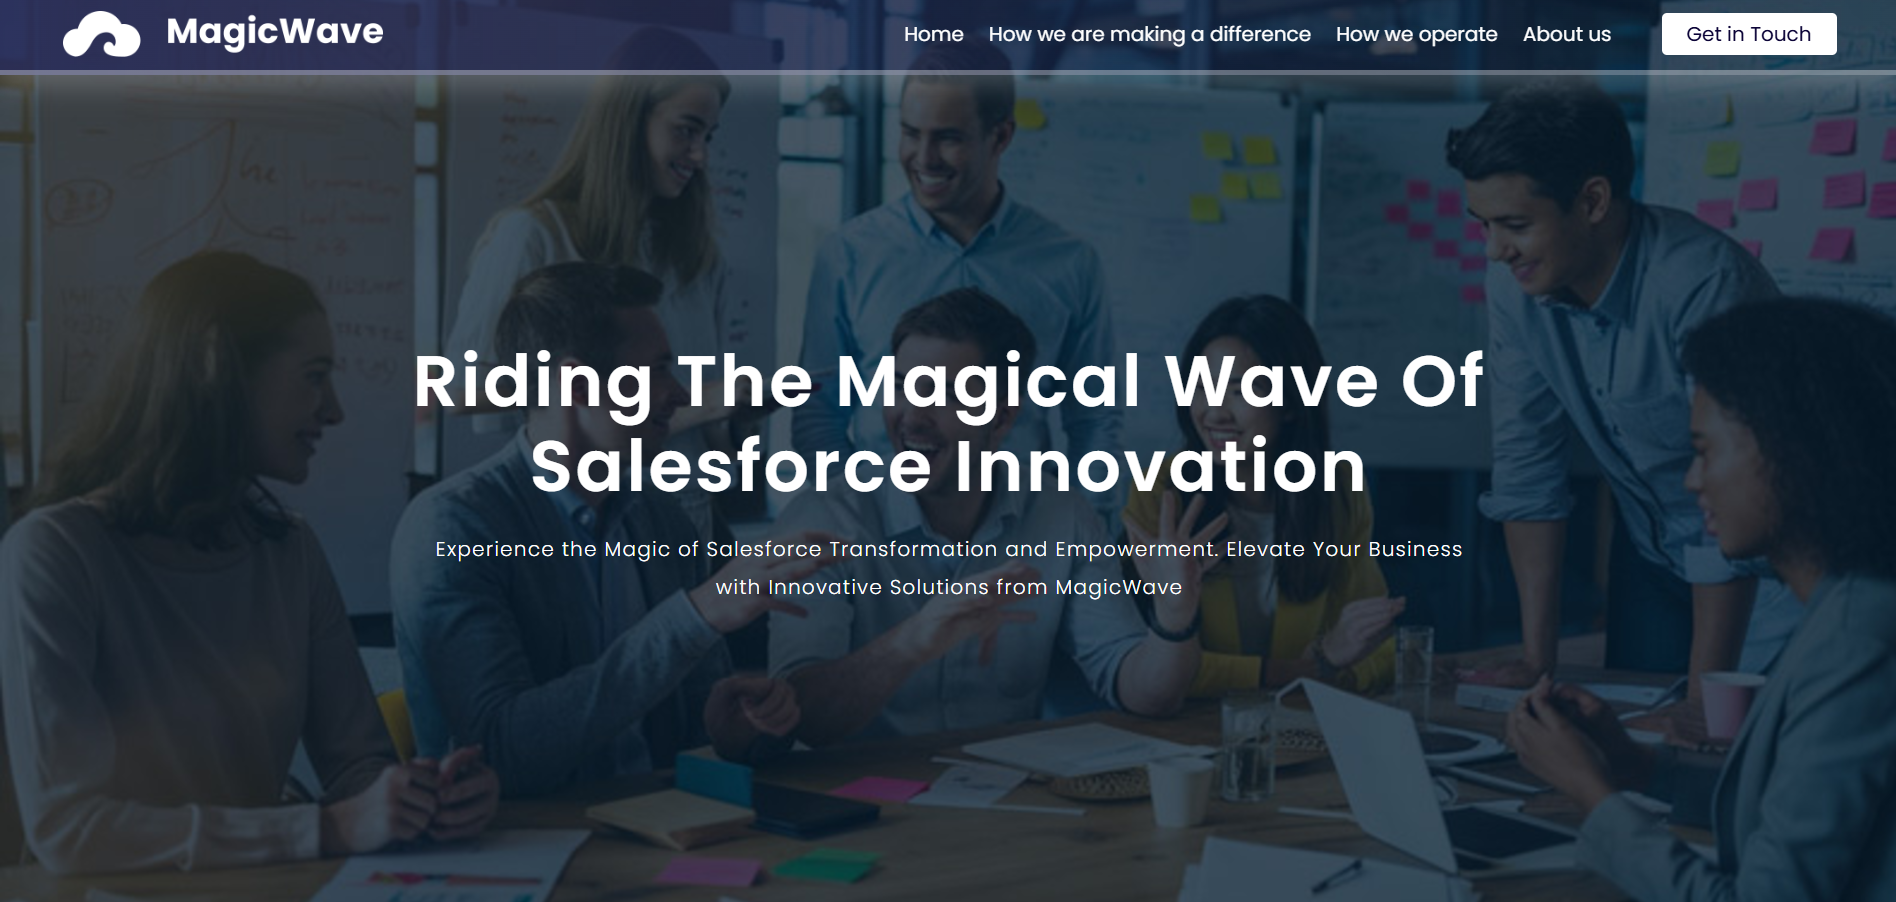 MagicWave
Home How we are making a difference How we operate About us Get in Touch
Riding The Magical Wave Of
Salesforce Innovation
Experience the Magic of Salesforce Transformation and Empowerment. Elevate Your Business
with Innovative Solutions from MagicWave